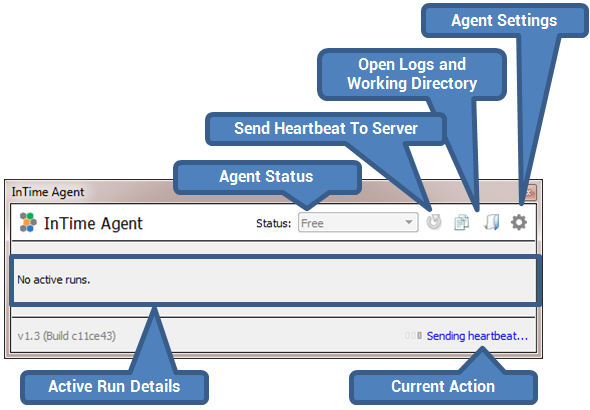 Agent Settings
Open Logs and
Working Directory
Send Heartbeat To Server
Agent Status
InTime Agent
InTime Agent
Status:
Free
No active runs.
v1.3 (Build c11ce43)
Sending heartbeat...
Active Run Details
Current Action